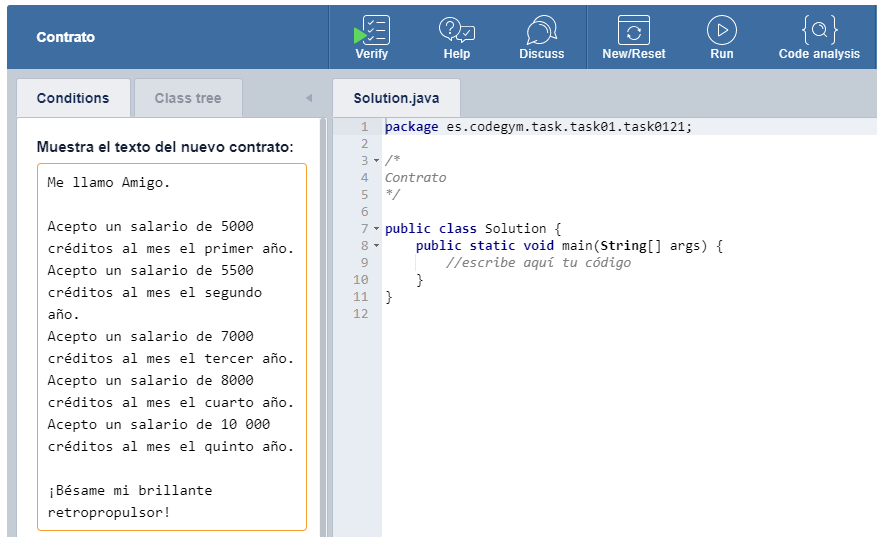 Contrato
Verify
Help
Discuss
New/Reset
Run
Code analysis
Conditions
Class tree
Muestra el texto del nuevo contrato:
Me llamo Amigo.
Acepto un salario de 5000
créditos al mes el primer año.
Acepto un salario de 5500
créditos al mes el segundo
año.
Acepto un salario de 7000
créditos al mes el tercer año.
Acepto un salario de 8000
créditos al mes el cuarto año.
Acepto un salario de 10 000
créditos al mes el quinto año.
¡Bésame mi brillante
retropropulsor!
Solution.java
1 package es.codegym.task.task01.task0121;
2
3 /*
4 Contrato
5 */
6
7 public class Solution {
8 public static void main(String[] args) {
9 //escribe aquí tu código
10 }
11 }
12